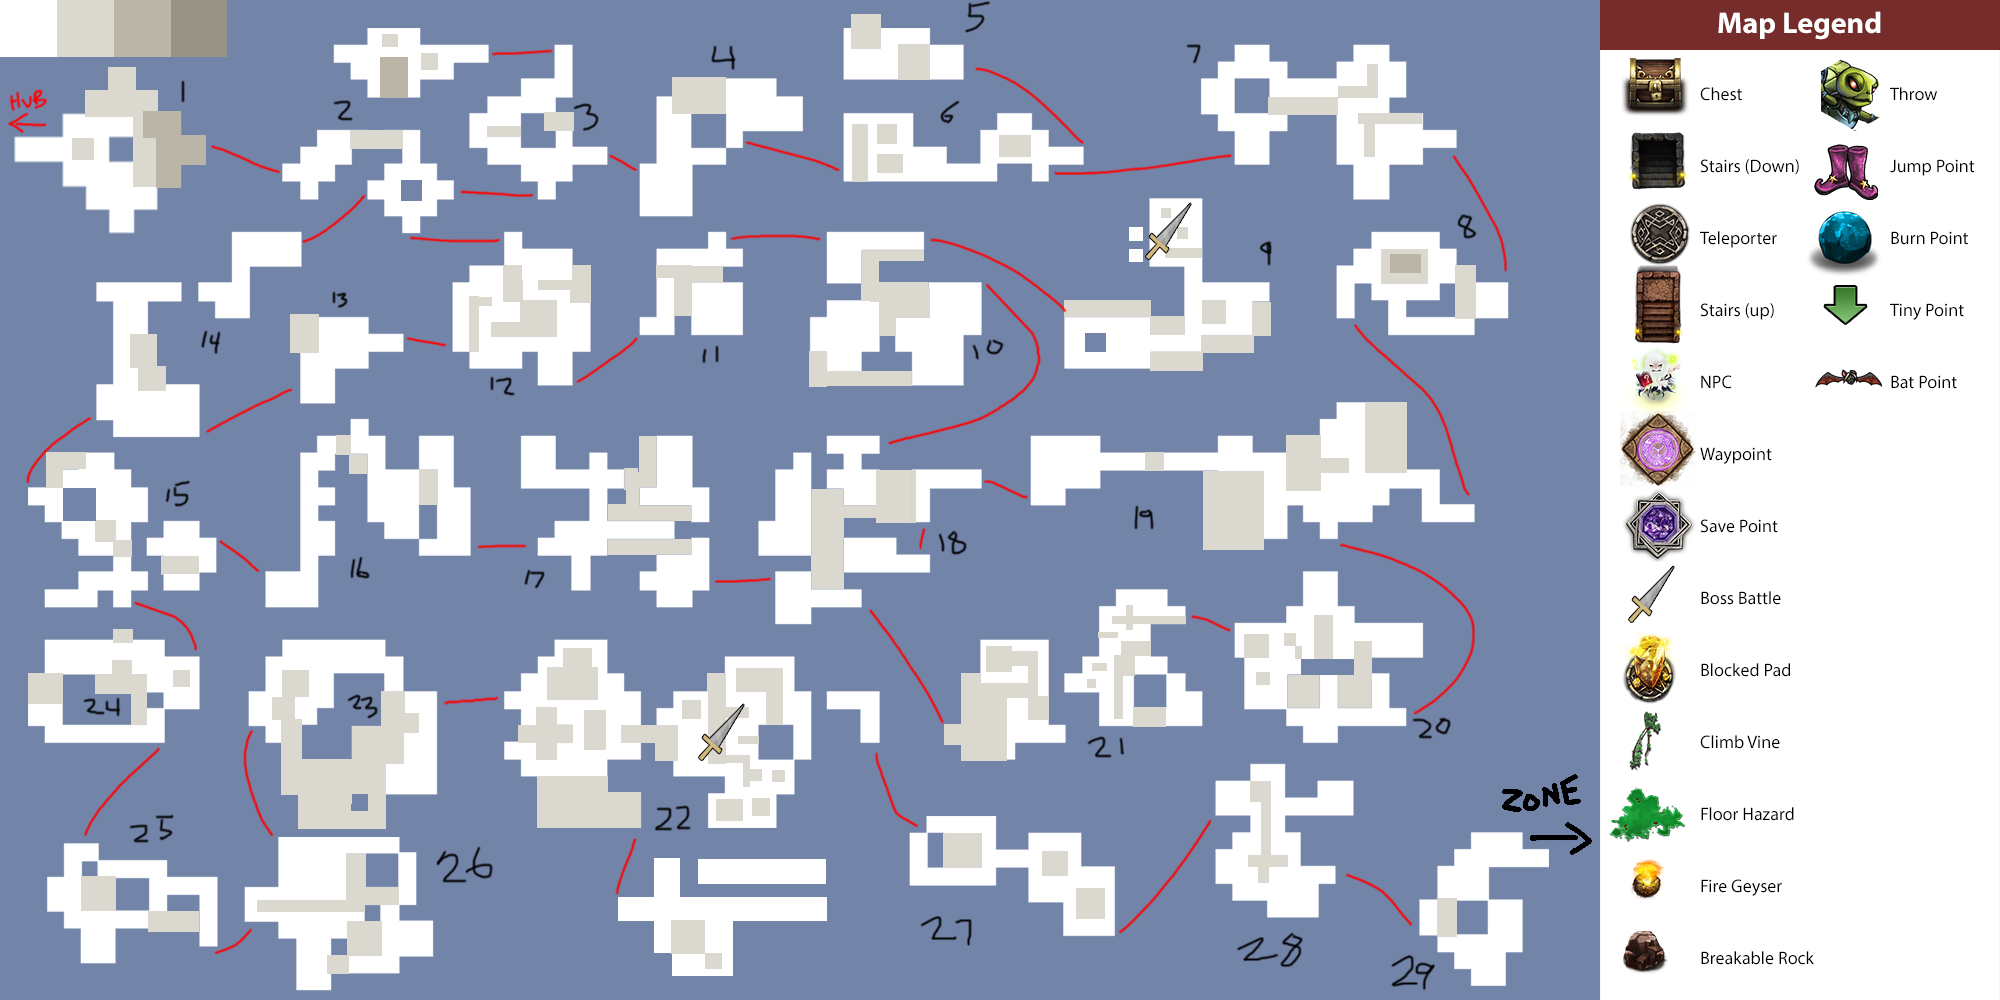 HUB
1
2
3
4
5
6
7
8
9
10
11
12
13
14
15
16
17
18
19
20
21
22
23
24
25
26
27
28
29
ZONE
Map Legend
Chest
Throw
Stairs (Down)
Jump Point
Teleporter
Burn Point
Stairs (up)
Tiny Point
NPC
Bat Point
Waypoint
Save Point
Boss Battle
Blocked Pad
Climb Vine
Floor Hazard
Fire Geyser
Breakable Rock